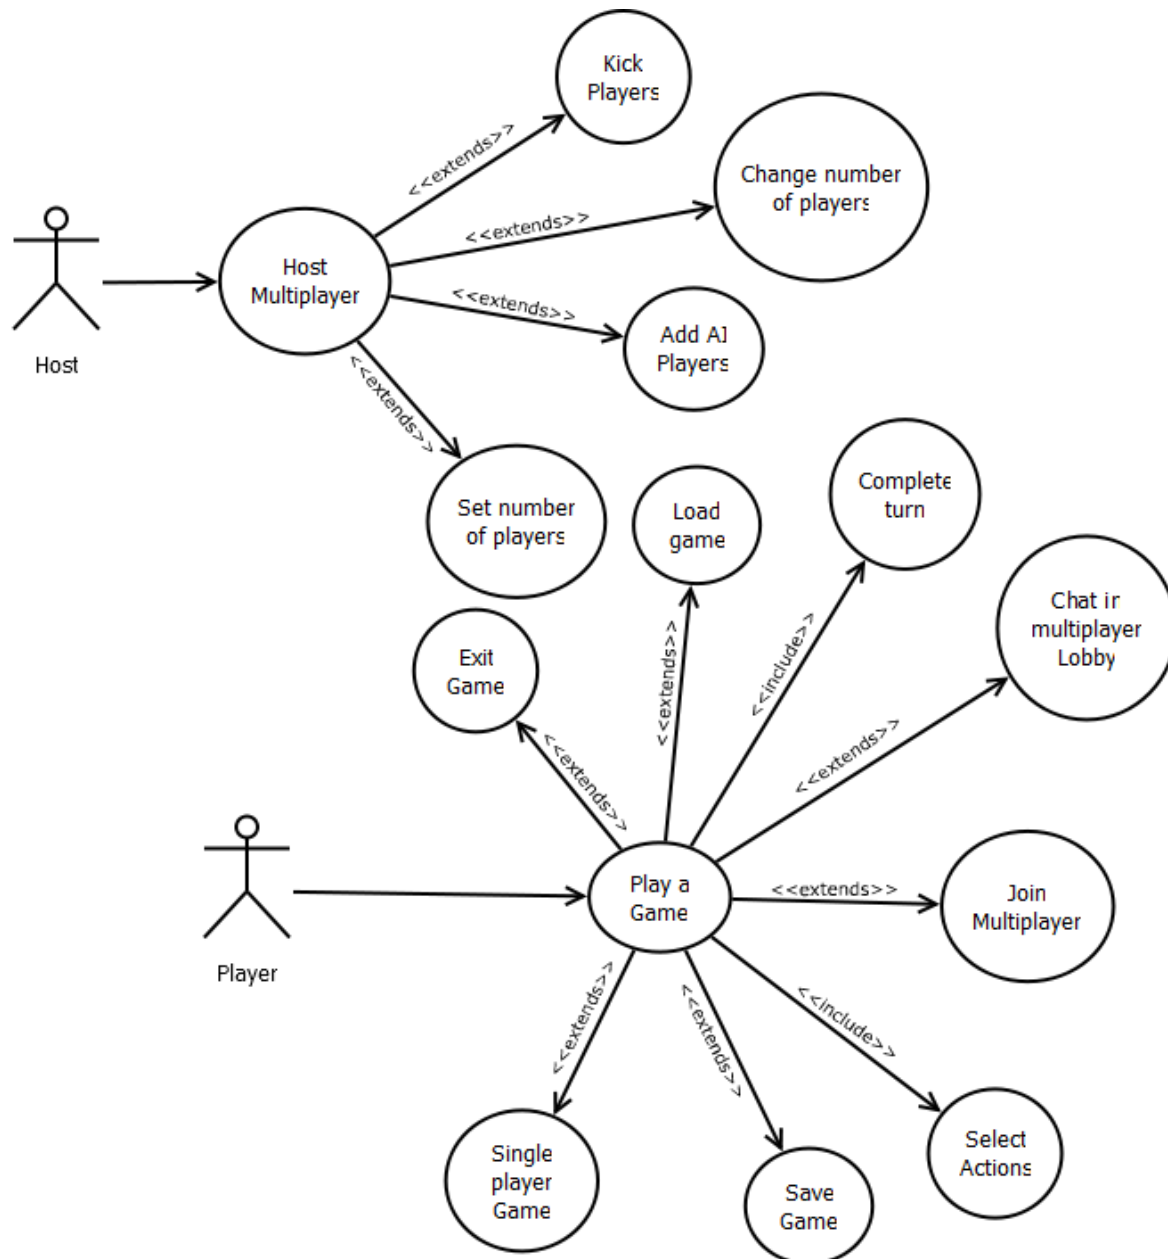 Kick
Players
<<extends>>
Change number
of players
<<extends>>
Host
Multiplayer
<<extends>>
Add AI
Players
Host
<<extends>>
Set number
of players
Load
game
Complete
turn
Chat in
multiplayer
Lobby
Exit
Game
<<extends>>
<<include>>
<<extends>>
<<extends>>
Play a
Game
<<extends>>
Join
Multiplayer
Player
<<extends>>
<<extends>>
<<include>>
Single
player
Game
Save
Game
Select
Actions